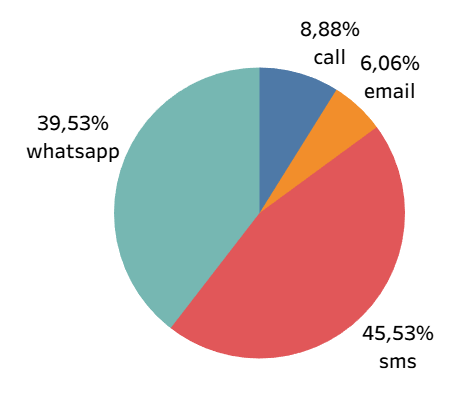 8,88%
call
6,06%
email
39,53%
whatsapp
45,53%
sms